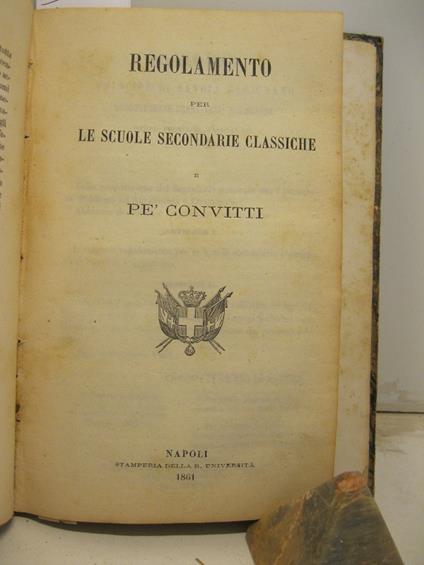 REGOLAMENTO
PER
LE SCUOLE SECONDARIE CLASSICHE
E
PE' CONVITTI
NAPOLI
STAMPERIA DELLA R. UNIVERSITÀ
1861